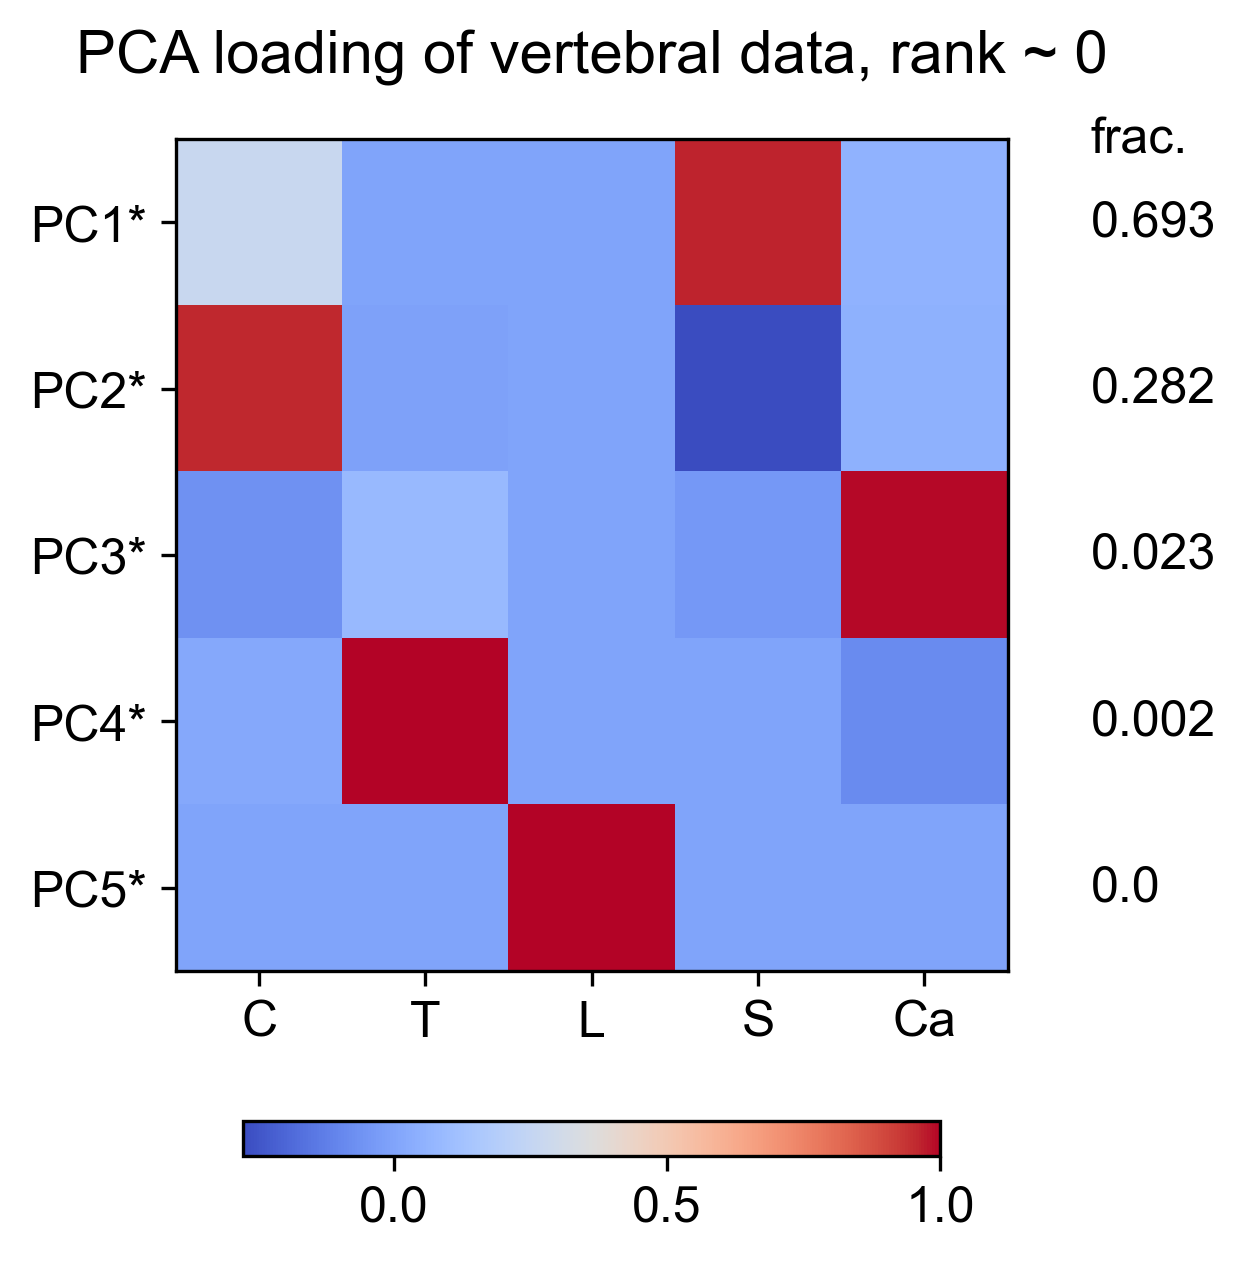 PCA loading of vertebral data, rank ~ 0
frac.
PC1* 0.693
PC2* 0.282
PC3* 0.023
PC4* 0.002
PC5* 0.0
C T L S Ca
0.0 0.5 1.0